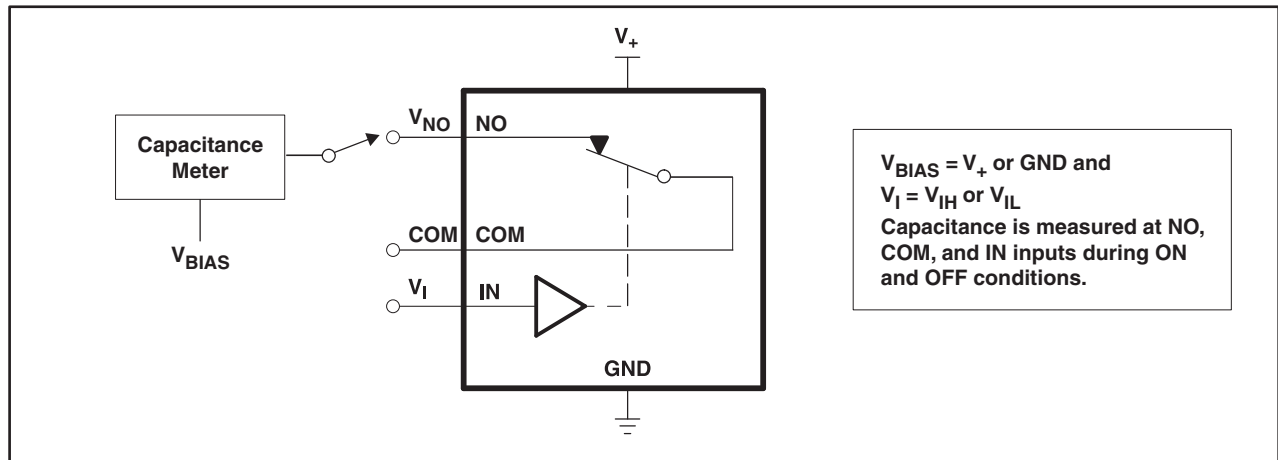 V+
VNO NO
Capacitance
Meter
VBIAS
COM COM
VI IN
GND
VBIAS = V+ or GND and
VI = VIH or VIL
Capacitance is measured at NO,
COM, and IN inputs during ON
and OFF conditions.